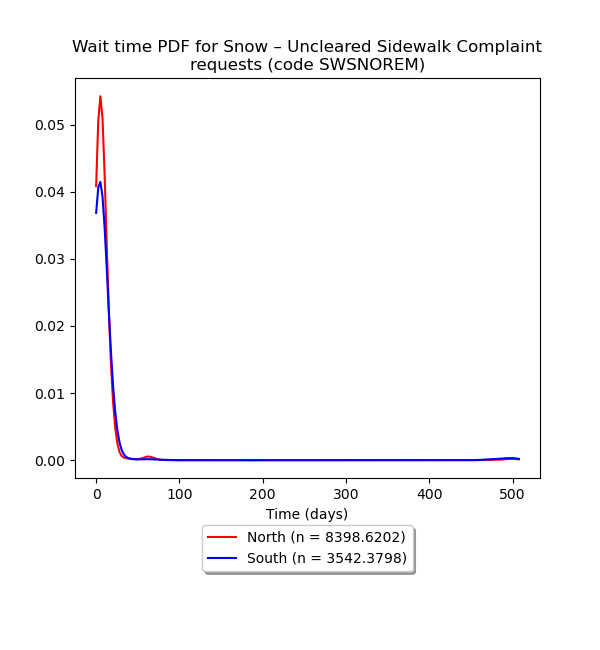 Wait time PDF for Snow – Uncleared Sidewalk Complaint
requests (code SWSNOREM)
0.05
0.04
0.03
0.02
0.01
0.00
0 100 200 300 400 500
Time (days)
North (n = 8398.6202)
South (n = 3542.3798)